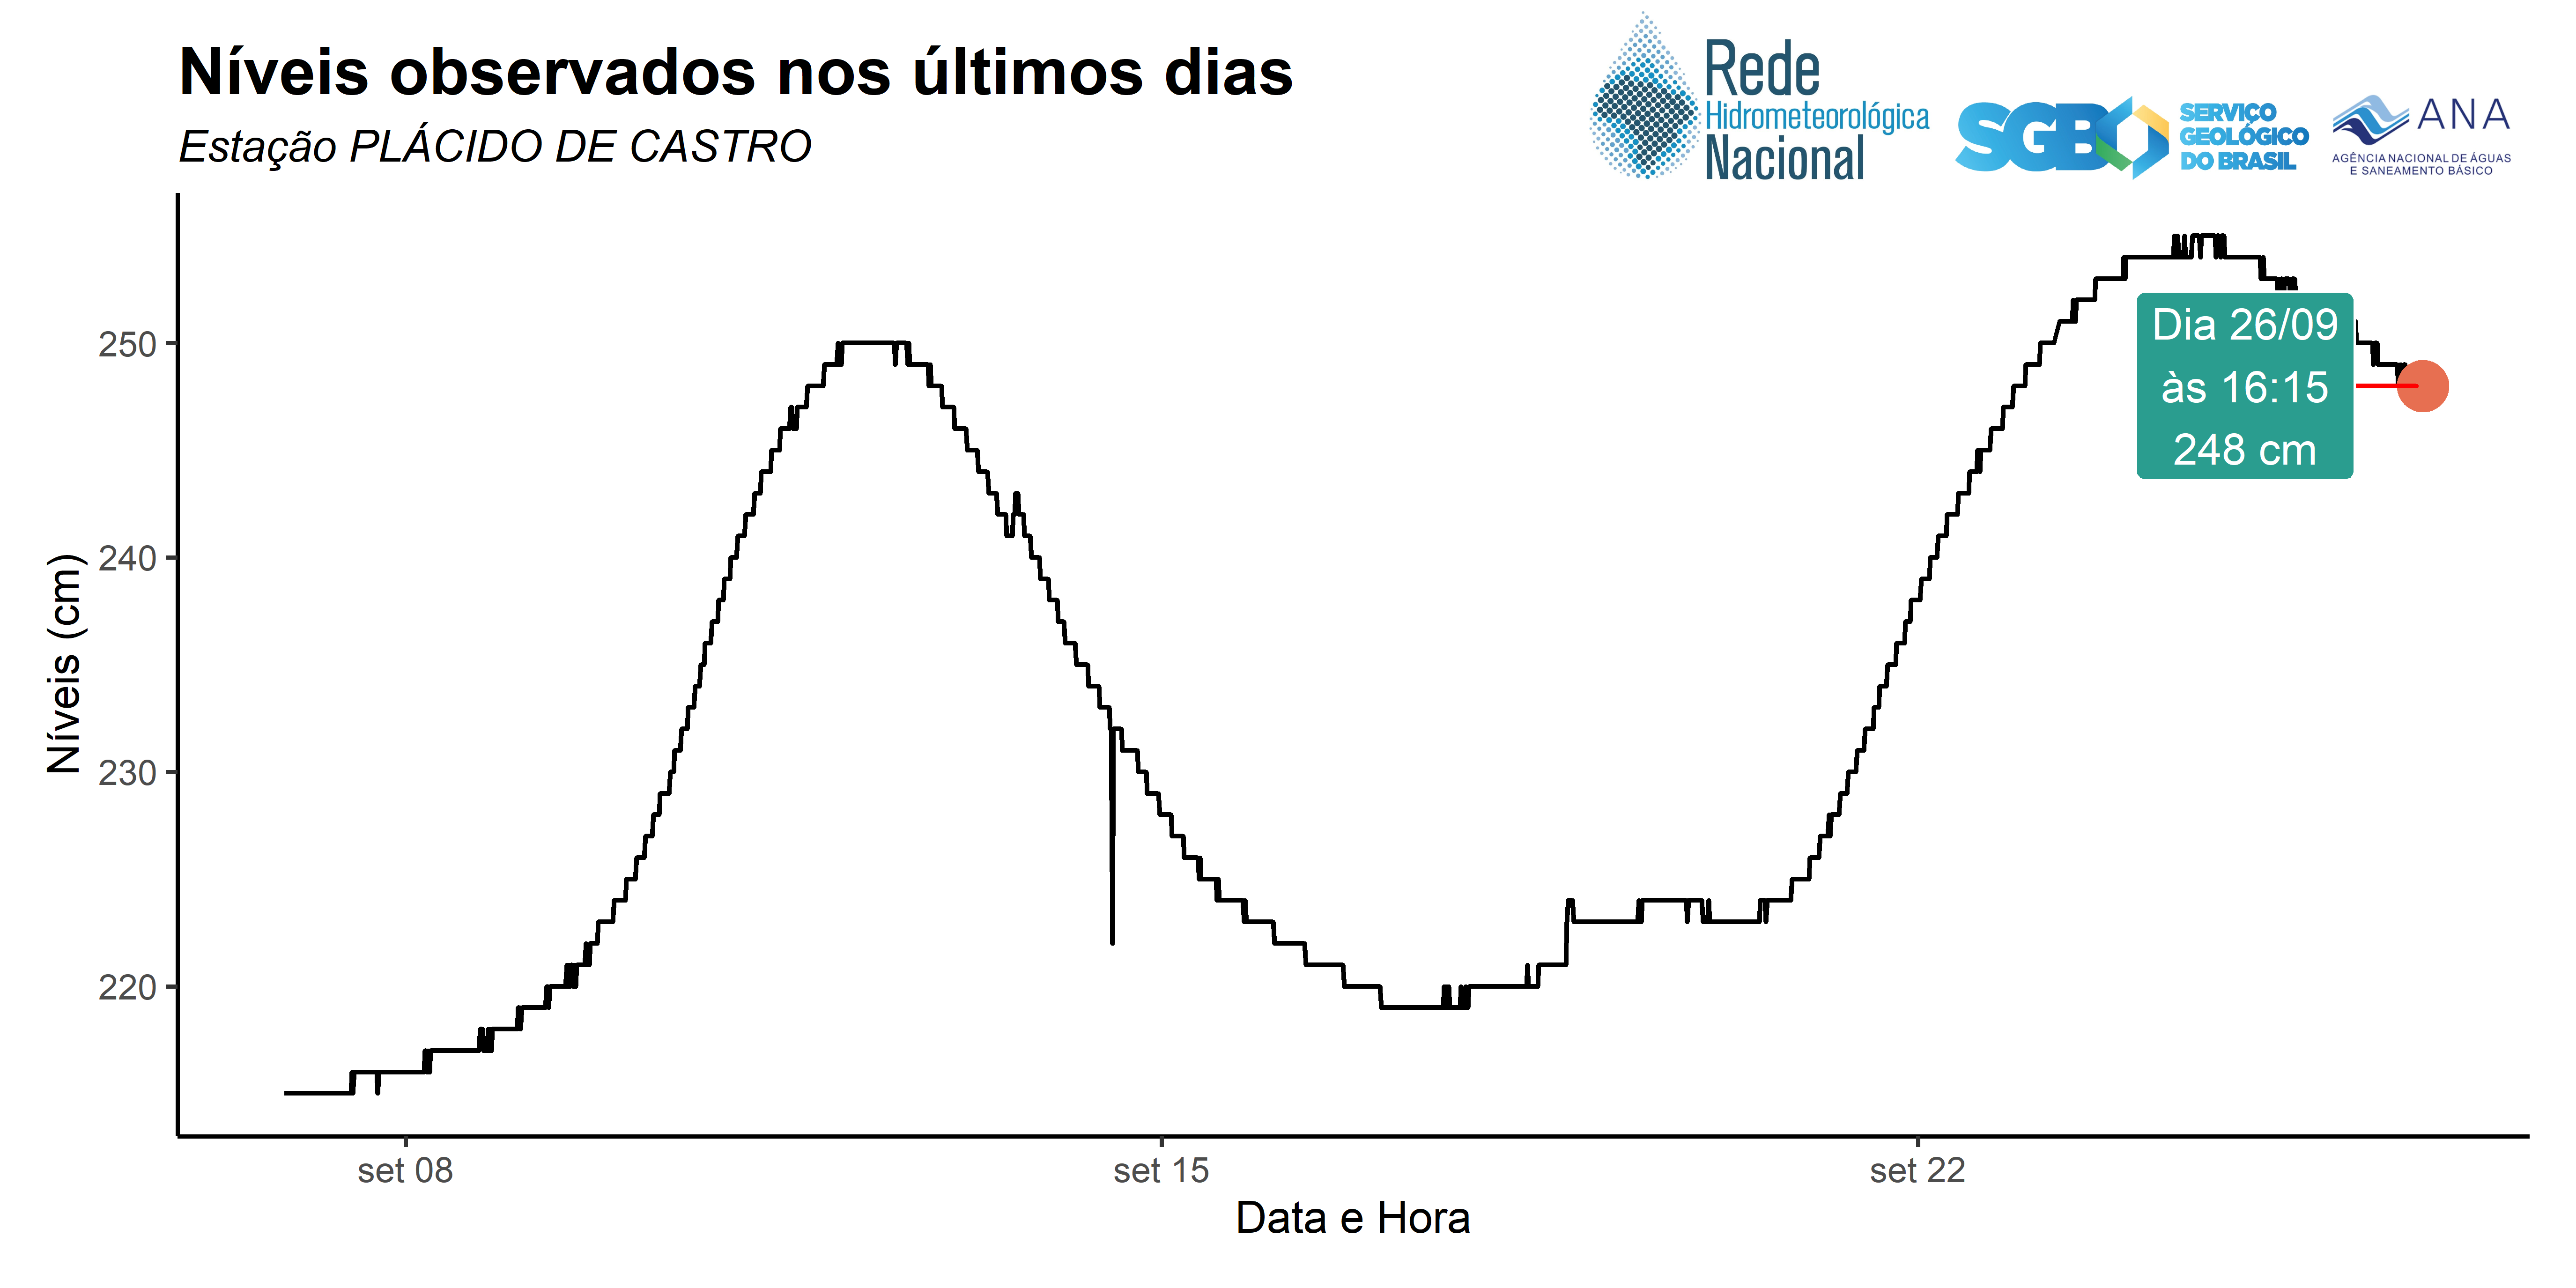 Níveis observados nos últimos dias
Estação PLÁCIDO DE CASTRO
Rede
Hidrometeorológica
Nacional
SGB
SERVIÇO
GEOLÓGICO
DO BRASIL
ANA
AGÊNCIA NACIONAL DE ÁGUAS
E SANEAMENTO BÁSICO
Níveis (cm)
250
240
230
220
Dia 26/09
às 16:15
248 cm
set 08
set 15
set 22
Data e Hora